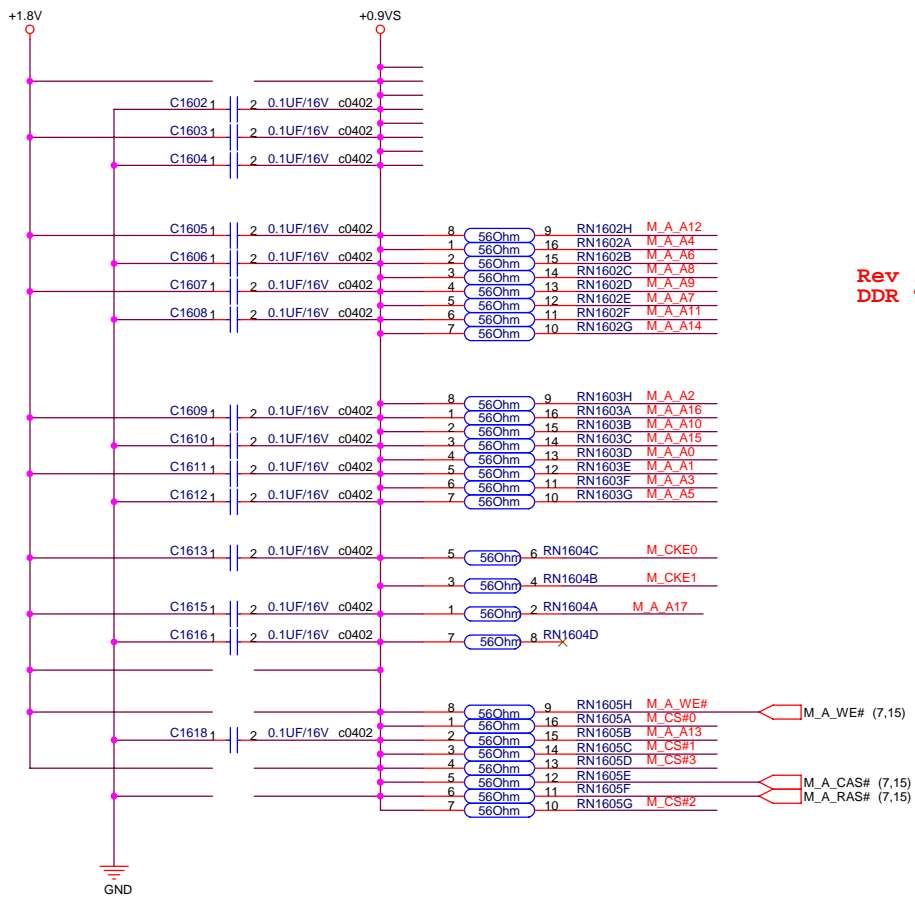 +1.8V +0.9VS
C1602 1 2 0.1UF/16V c0402
C1603 1 2 0.1UF/16V c0402
C1604 1 2 0.1UF/16V c0402
C1605 1 2 0.1UF/16V c0402 8 56Ohm 9 RN1602H M_A_A12
1 56Ohm 16 RN1602A M_A_A4
C1606 1 2 0.1UF/16V c0402 2 56Ohm 15 RN1602B M_A_A6
3 56Ohm 14 RN1602C M_A_A8
C1607 1 2 0.1UF/16V c0402 4 56Ohm 13 RN1602D M_A_A9
5 56Ohm 12 RN1602E M_A_A7
C1608 1 2 0.1UF/16V c0402 6 56Ohm 11 RN1602F M_A_A11
7 56Ohm 10 RN1602G M_A_A14
Rev
DDR
8 56Ohm 9 RN1603H M_A_A2
C1609 1 2 0.1UF/16V c0402 1 56Ohm 16 RN1603A M_A_A16
2 56Ohm 15 RN1603B M_A_A10
C1610 1 2 0.1UF/16V c0402 3 56Ohm 14 RN1603C M_A_A15
4 56Ohm 13 RN1603D M_A_A0
C1611 1 2 0.1UF/16V c0402 5 56Ohm 12 RN1603E M_A_A1
6 56Ohm 11 RN1603F M_A_A3
C1612 1 2 0.1UF/16V c0402 7 56Ohm 10 RN1603G M_A_A5
C1613 1 2 0.1UF/16V c0402 5 56Ohm 6 RN1604C M_CKE0
3 56Ohm 4 RN1604B M_CKE1
C1615 1 2 0.1UF/16V c0402 1 56Ohm 2 RN1604A M_A_A17
C1616 1 2 0.1UF/16V c0402 7 56Ohm 8 RN1604D
8 56Ohm 9 RN1605H M_A_WE# M_A_WE# (7,15)
1 56Ohm 16 RN1605A M_CS#0
C1618 1 2 0.1UF/16V c0402 2 56Ohm 15 RN1605B M_A_A13
3 56Ohm 14 RN1605C M_CS#1
4 56Ohm 13 RN1605D M_CS#3
5 56Ohm 12 RN1605E M_A_CAS# (7,15)
6 56Ohm 11 RN1605F M_A_RAS# (7,15)
7 56Ohm 10 RN1605G M_CS#2
GND